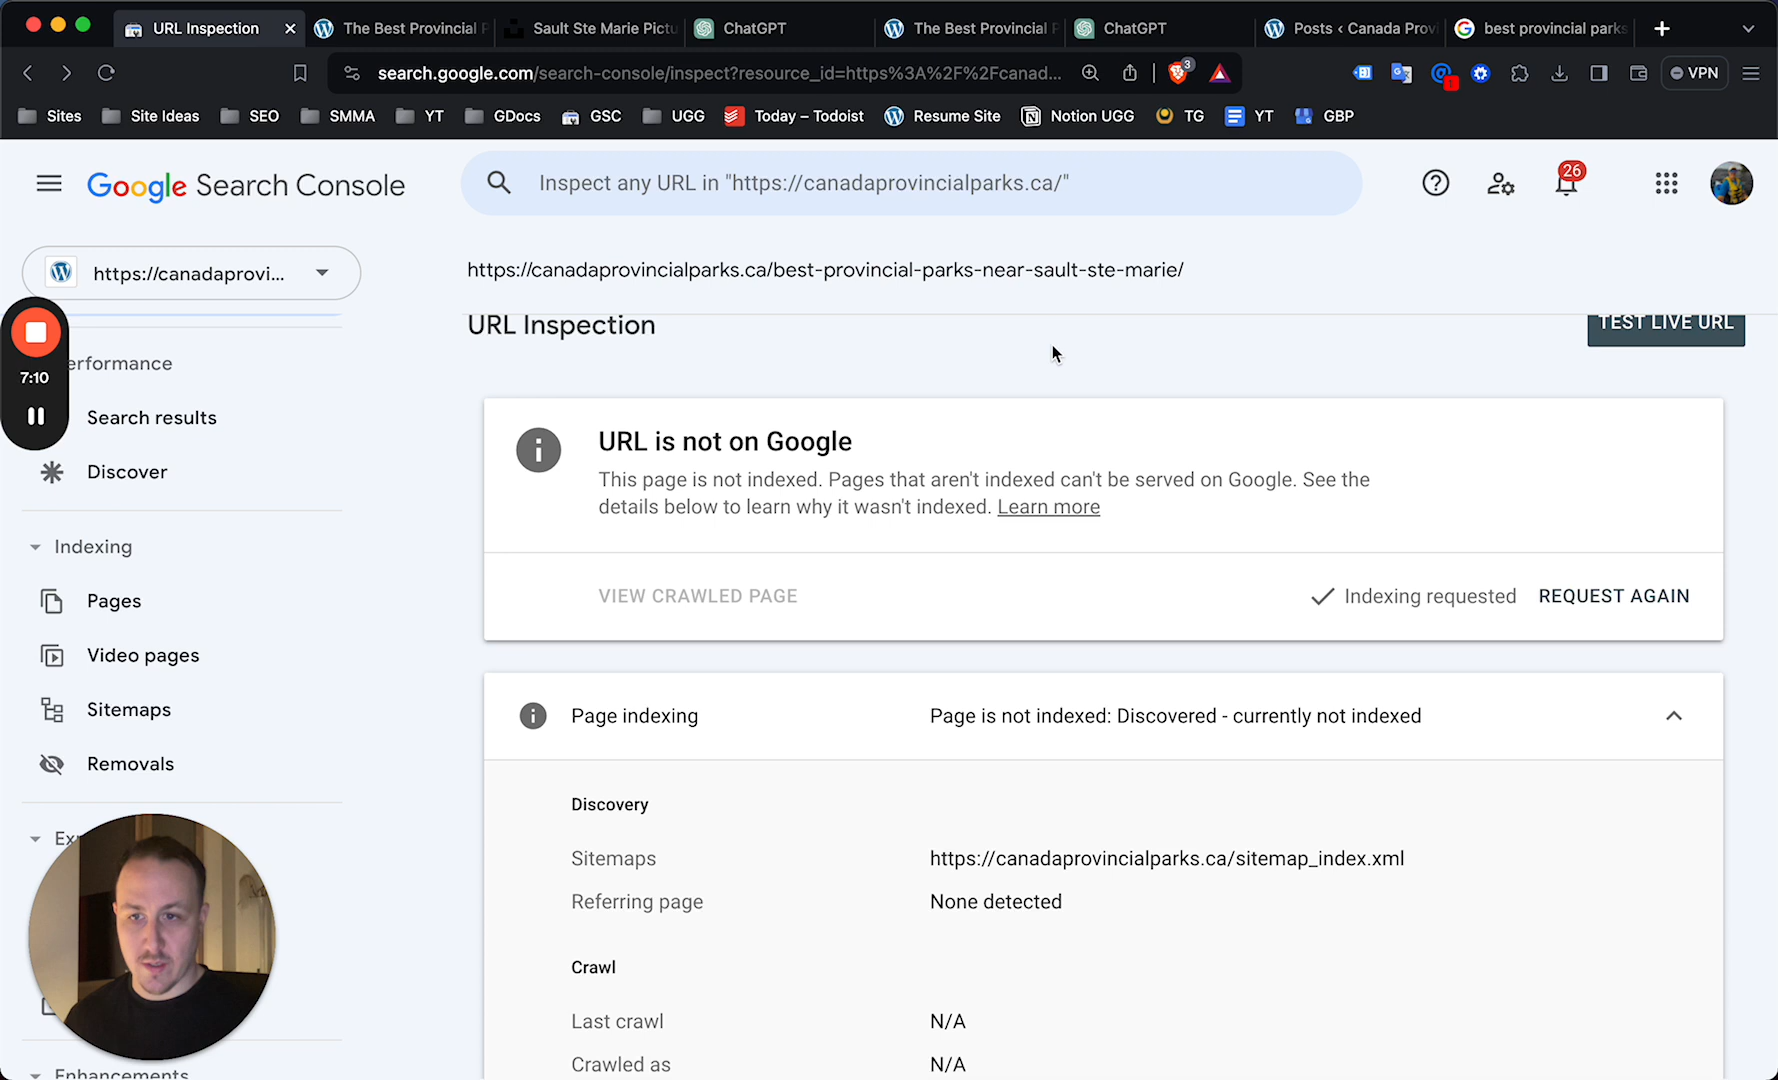 URL Inspection
The Best Provincial P
Sault Ste Marie Pictu
ChatGPT
The Best Provincial P
ChatGPT
Posts ‹ Canada Provi
best provincial parks
search.google.com/search-console/inspect?resource_id=https%3A%2F%2Fcanad...
3
1
VPN
Sites
Site Ideas
SEO
SMMA
YT
GDocs
GSC
UGG
Today – Todoist
Resume Site
Notion UGG
TG
YT
GBP
Google Search Console
Inspect any URL in "https://canadaprovincialparks.ca/"
26
https://canadaprovi...
https://canadaprovincialparks.ca/best-provincial-parks-near-sault-ste-marie/
URL Inspection
TEST LIVE URL
7:10
erformance
Search results
Discover
Indexing
Pages
Video pages
Sitemaps
Removals
Ex
Enhancements
URL is not on Google
This page is not indexed. Pages that aren't indexed can't be served on Google. See the
details below to learn why it wasn't indexed. Learn more
VIEW CRAWLED PAGE
Indexing requested
REQUEST AGAIN
Page indexing
Page is not indexed: Discovered - currently not indexed
Discovery
Sitemaps
https://canadaprovincialparks.ca/sitemap_index.xml
Referring page
None detected
Crawl
Last crawl
N/A
Crawled as
N/A